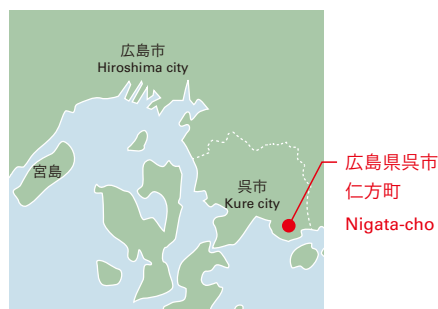 広島市
Hiroshima city
宮島
呉市
Kure city
広島県呉市
仁方町
Nigata-cho